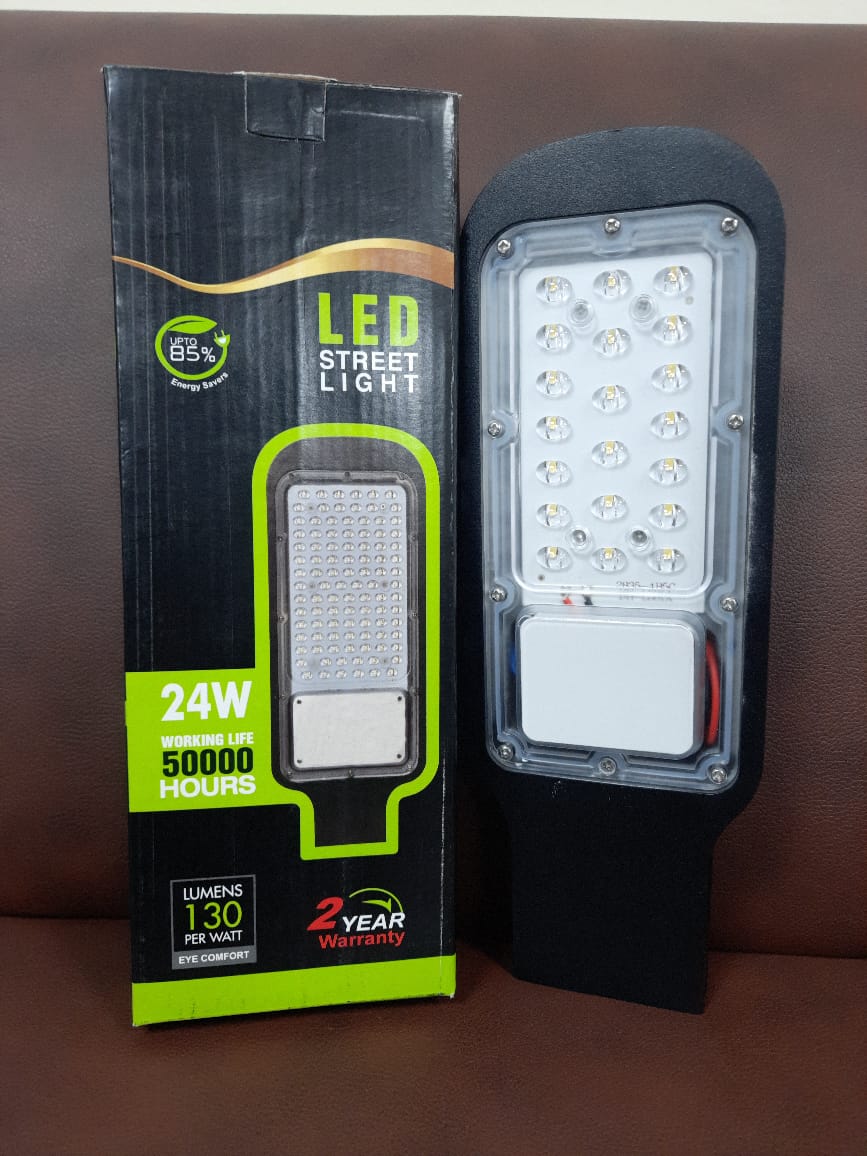 LED
STREET
LIGHT
UPTO
85%
Energy Savers
24W
WORKING LIFE
50000
HOURS
LUMENS
130
PER WATT
EYE COMFORT
2 YEAR
Warranty